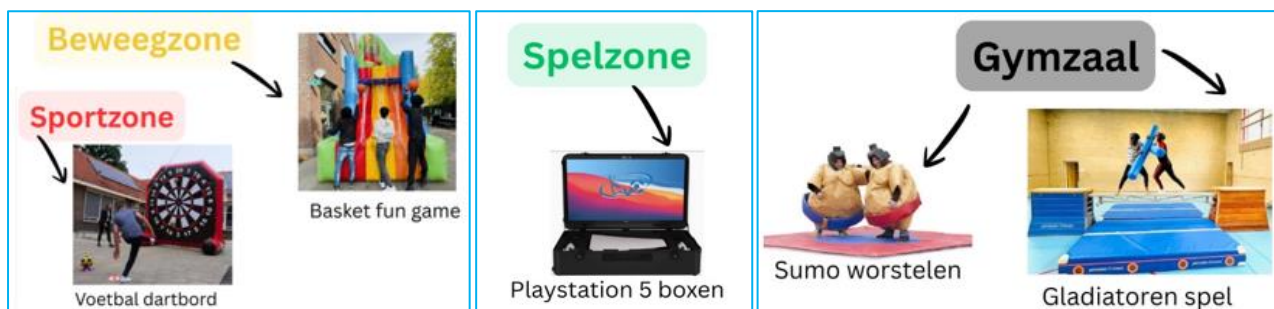 Beweegzone
Sportzone
Basket fun game
Voetbal dartbord
Spelzone
Playstation 5 boxen
Gymzaal
Sumo worstelen
Gladiatoren spel